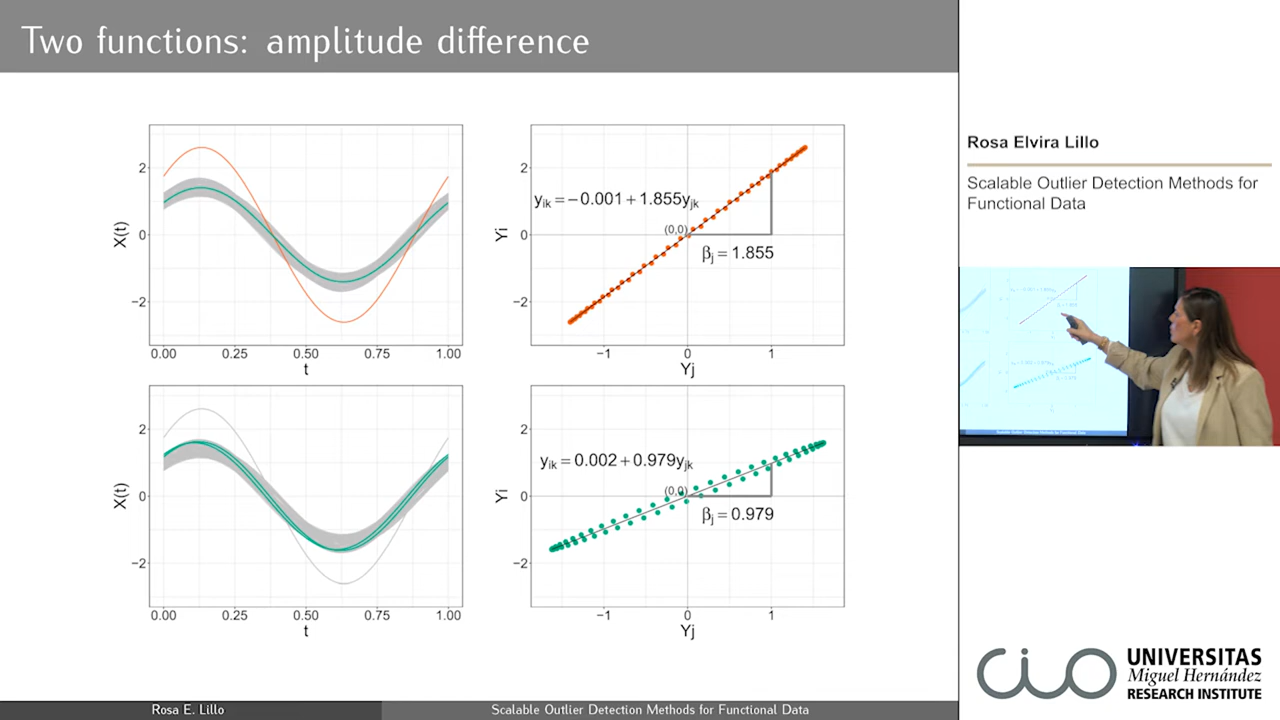 Two functions: amplitude difference
2
0
−2
X(t)
0.00 0.25 0.50 0.75 1.00
t
2
0
−2
Yi
yik = −0.001 + 1.855yjk
(0,0)
βj = 1.855
−1 0 1
Yj
2
0
−2
X(t)
0.00 0.25 0.50 0.75 1.00
t
2
0
−2
Yi
yik = 0.002 + 0.979yjk
(0,0)
βj = 0.979
−1 0 1
Yj
Rosa E. Lillo
Scalable Outlier Detection Methods for Functional Data
Rosa Elvira Lillo
Scalable Outlier Detection Methods for
Functional Data
cio
UNIVERSITAS
Miguel Hernández
RESEARCH INSTITUTE